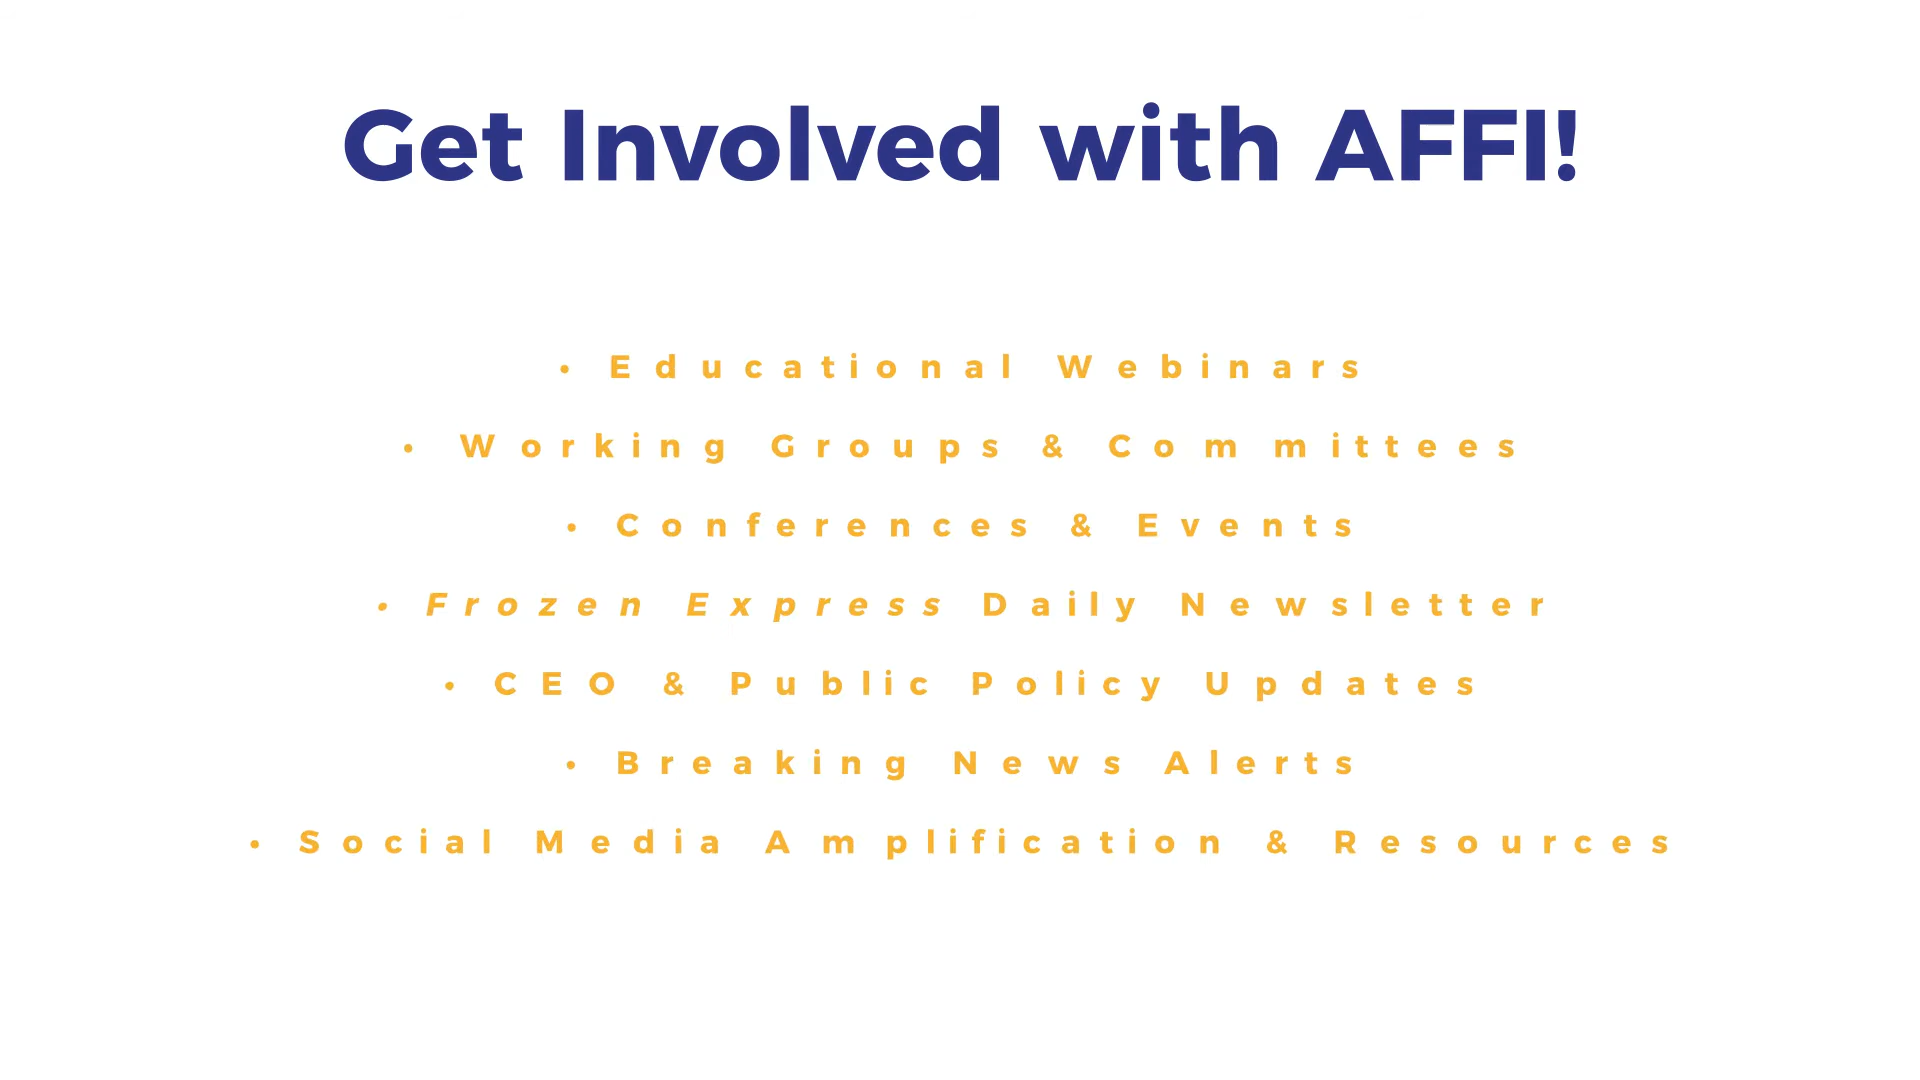 Get Involved with AFFI!
• Educational Webinars
• Working Groups & Committees
• Conferences & Events
• Frozen Express Daily Newsletter
• CEO & Public Policy Updates
• Breaking News Alerts
• Social Media Amplification & Resources